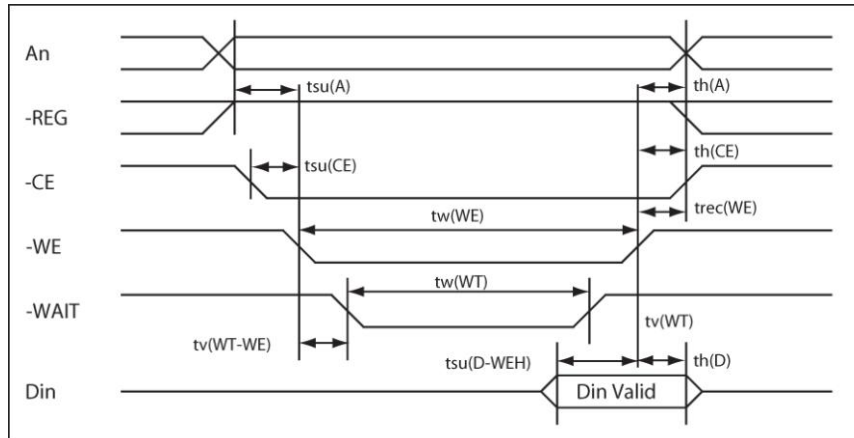 An
tsu(A)
th(A)
-REG
th(CE)
-CE
tsu(CE)
tw(WE)
trec(WE)
-WE
tw(WT)
-WAIT
tv(WT)
tv(WT-WE)
tsu(D-WEH)
th(D)
Din
Din Valid